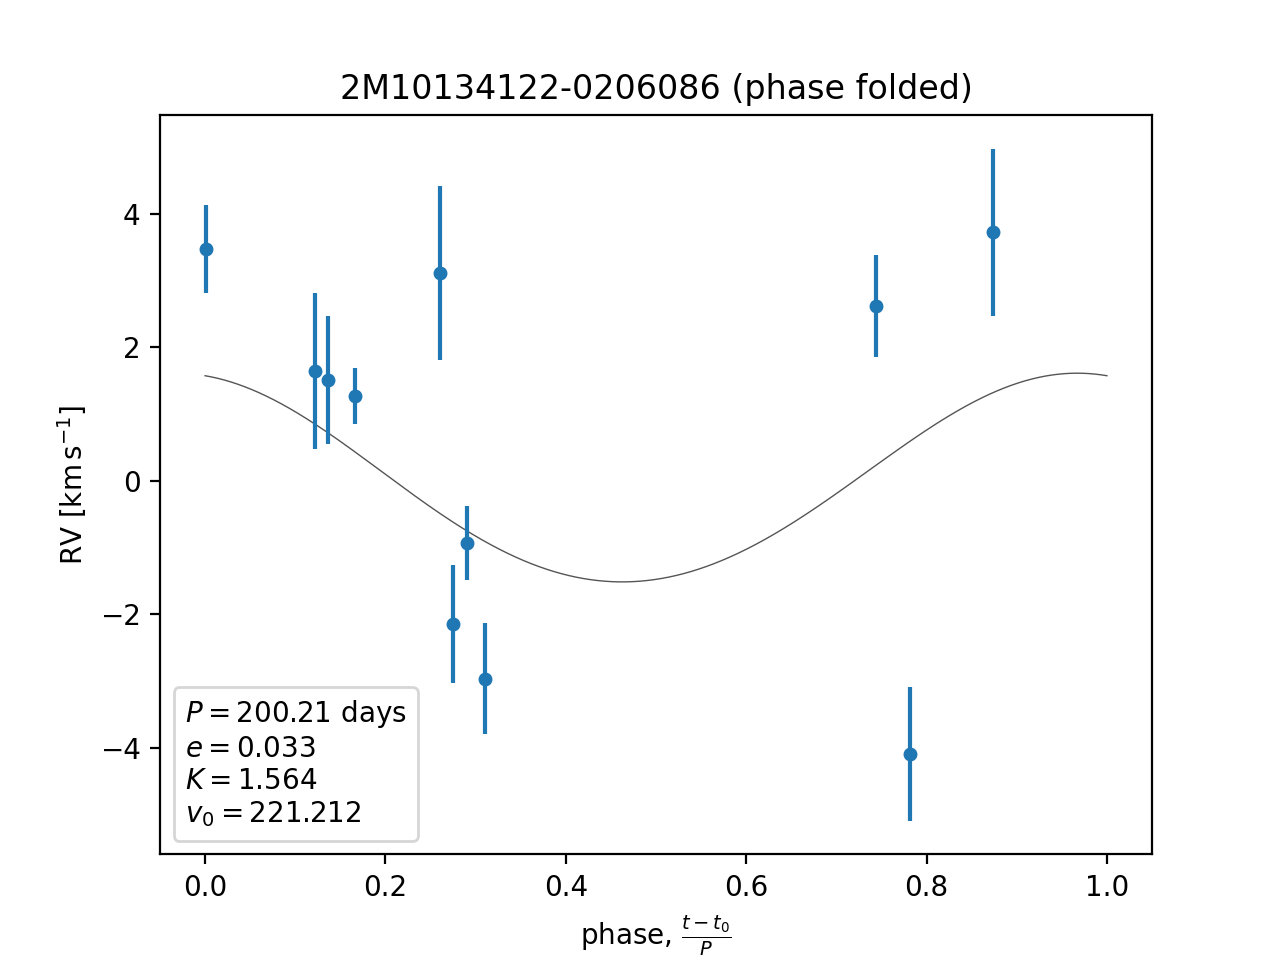 2M10134122-0206086 (phase folded)
RV [km s⁻¹]
4
2
0
−2
−4
P = 200.21 days
e = 0.033
K = 1.564
v₀ = 221.212
0.0 0.2 0.4 0.6 0.8 1.0
phase, (t − t₀)/P